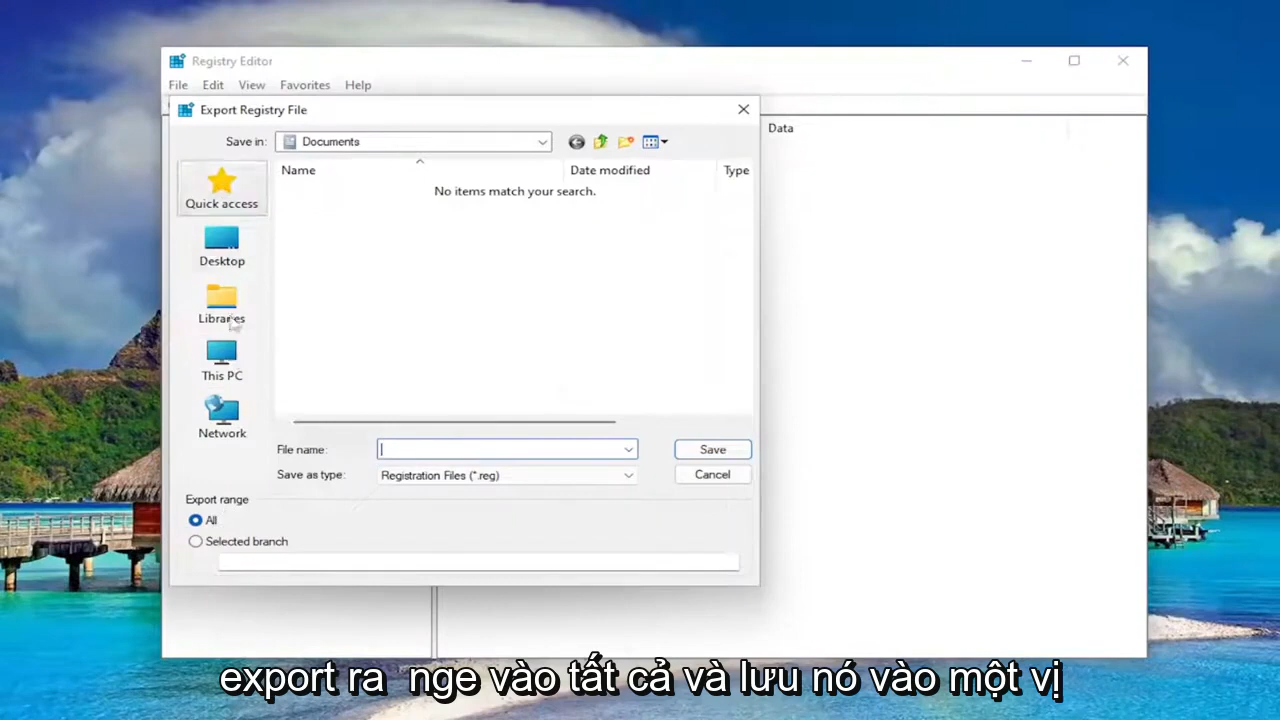 Registry Editor
File Edit View Favorites Help
Export Registry File
Save in: Documents
Data
Name Date modified Type
No items match your search.
Quick access
Desktop
Libraries
This PC
Network
File name: Save
Save as type: Registration Files (*.reg) Cancel
Export range
All
Selected branch
export ra nge vào tất cả và lưu nó vào một vị